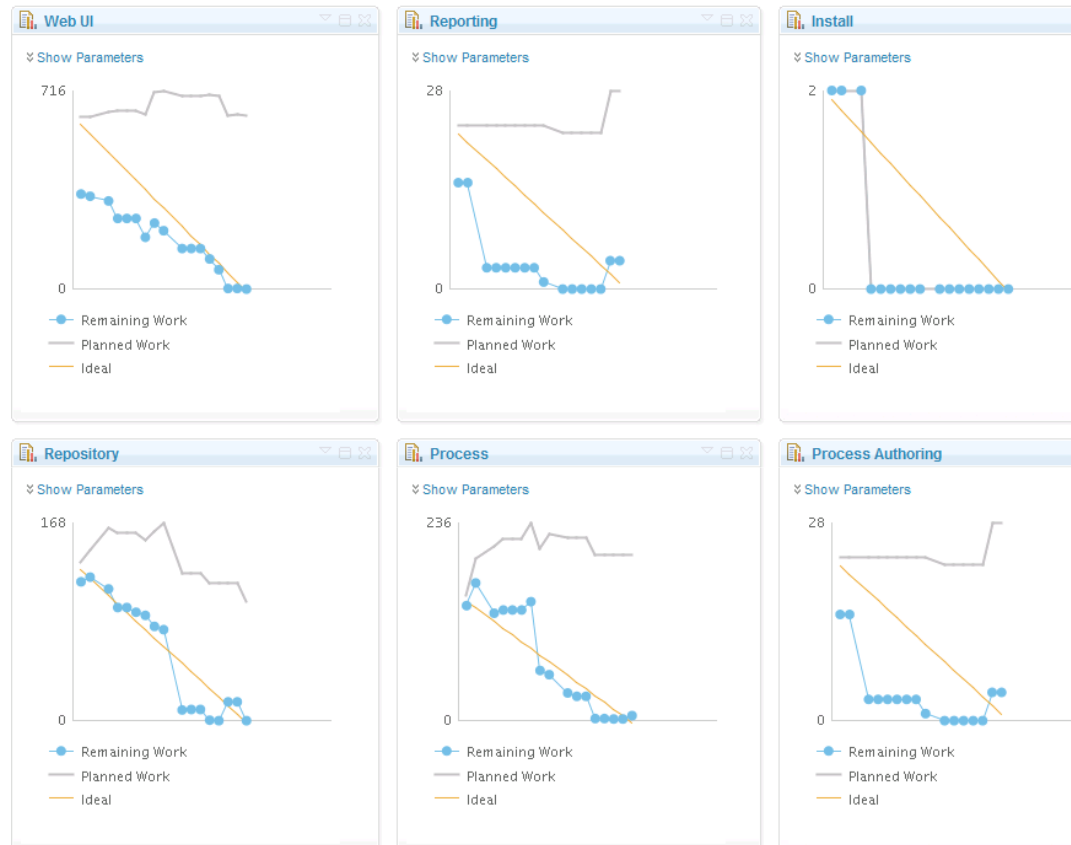 Web UI
Show Parameters
716
0
Remaining Work
Planned Work
Ideal
Reporting
Show Parameters
28
0
Remaining Work
Planned Work
Ideal
Install
Show Parameters
2
0
Remaining Work
Planned Work
Ideal
Repository
Show Parameters
168
0
Remaining Work
Planned Work
Ideal
Process
Show Parameters
236
0
Remaining Work
Planned Work
Ideal
Process Authoring
Show Parameters
28
0
Remaining Work
Planned Work
Ideal